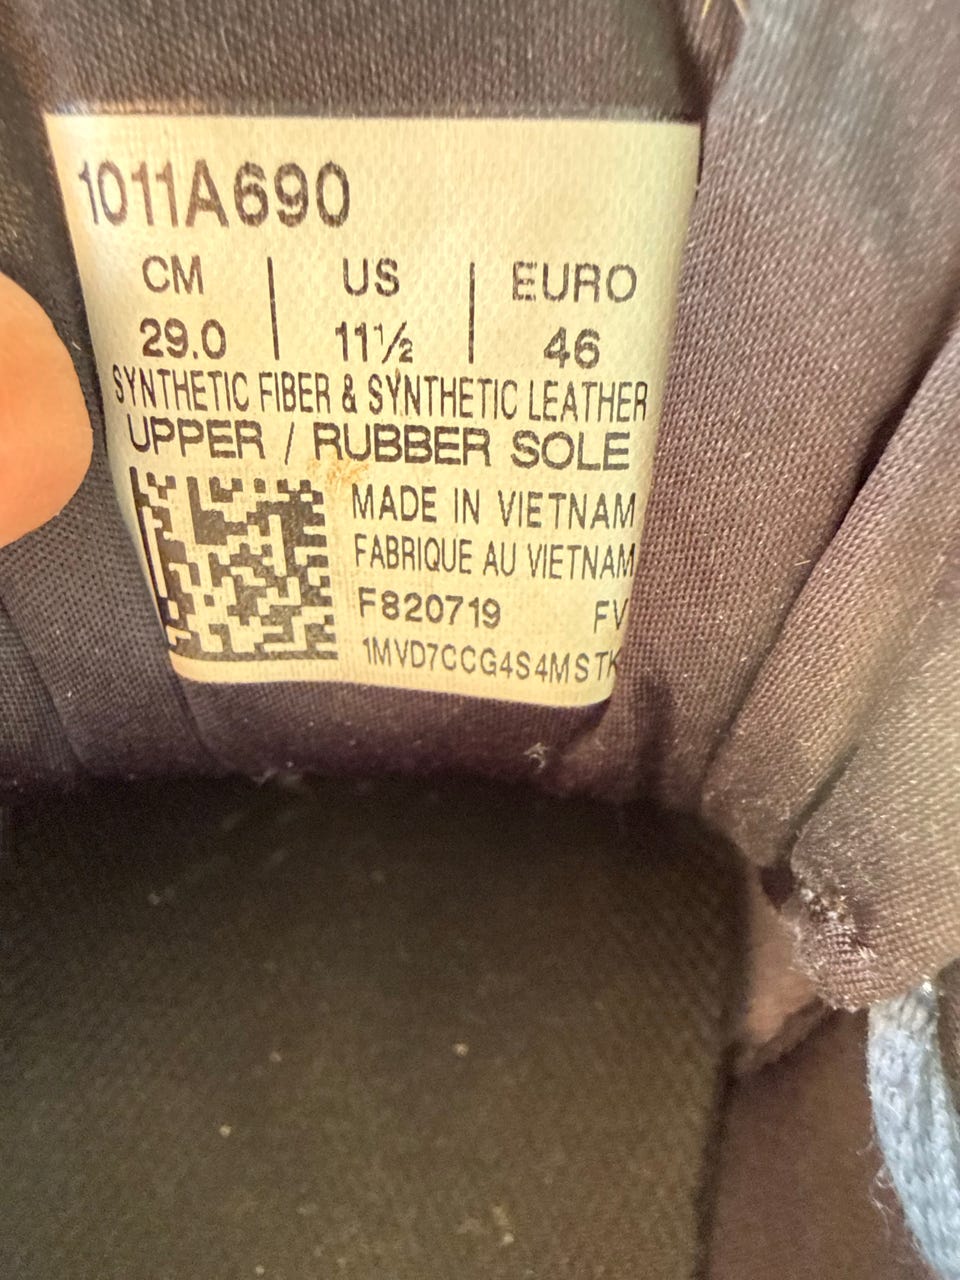 1011A690
CM | US | EURO
29.0 | 11½ | 46
SYNTHETIC FIBER & SYNTHETIC LEATHER
UPPER / RUBBER SOLE
MADE IN VIETNAM
FABRIQUE AU VIETNAM
F820719 FV
1MVD7CCG4S4MSTK